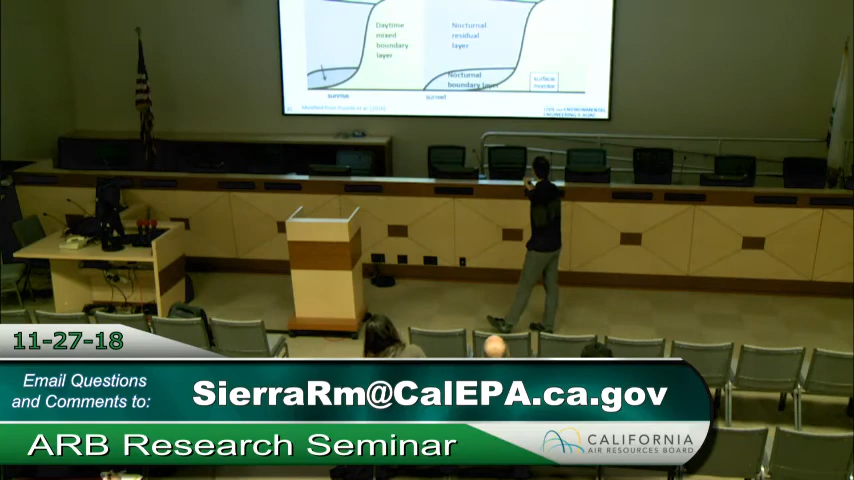 Daytime
mixed
boundary
layer
Nocturnal
residual
layer
Nocturnal
boundary layer
surface
sunrise
sunset
11-27-18
Email Questions
and Comments to:
SierraRm@CalEPA.ca.gov
ARB Research Seminar
CALIFORNIA
AIR RESOURCES BOARD